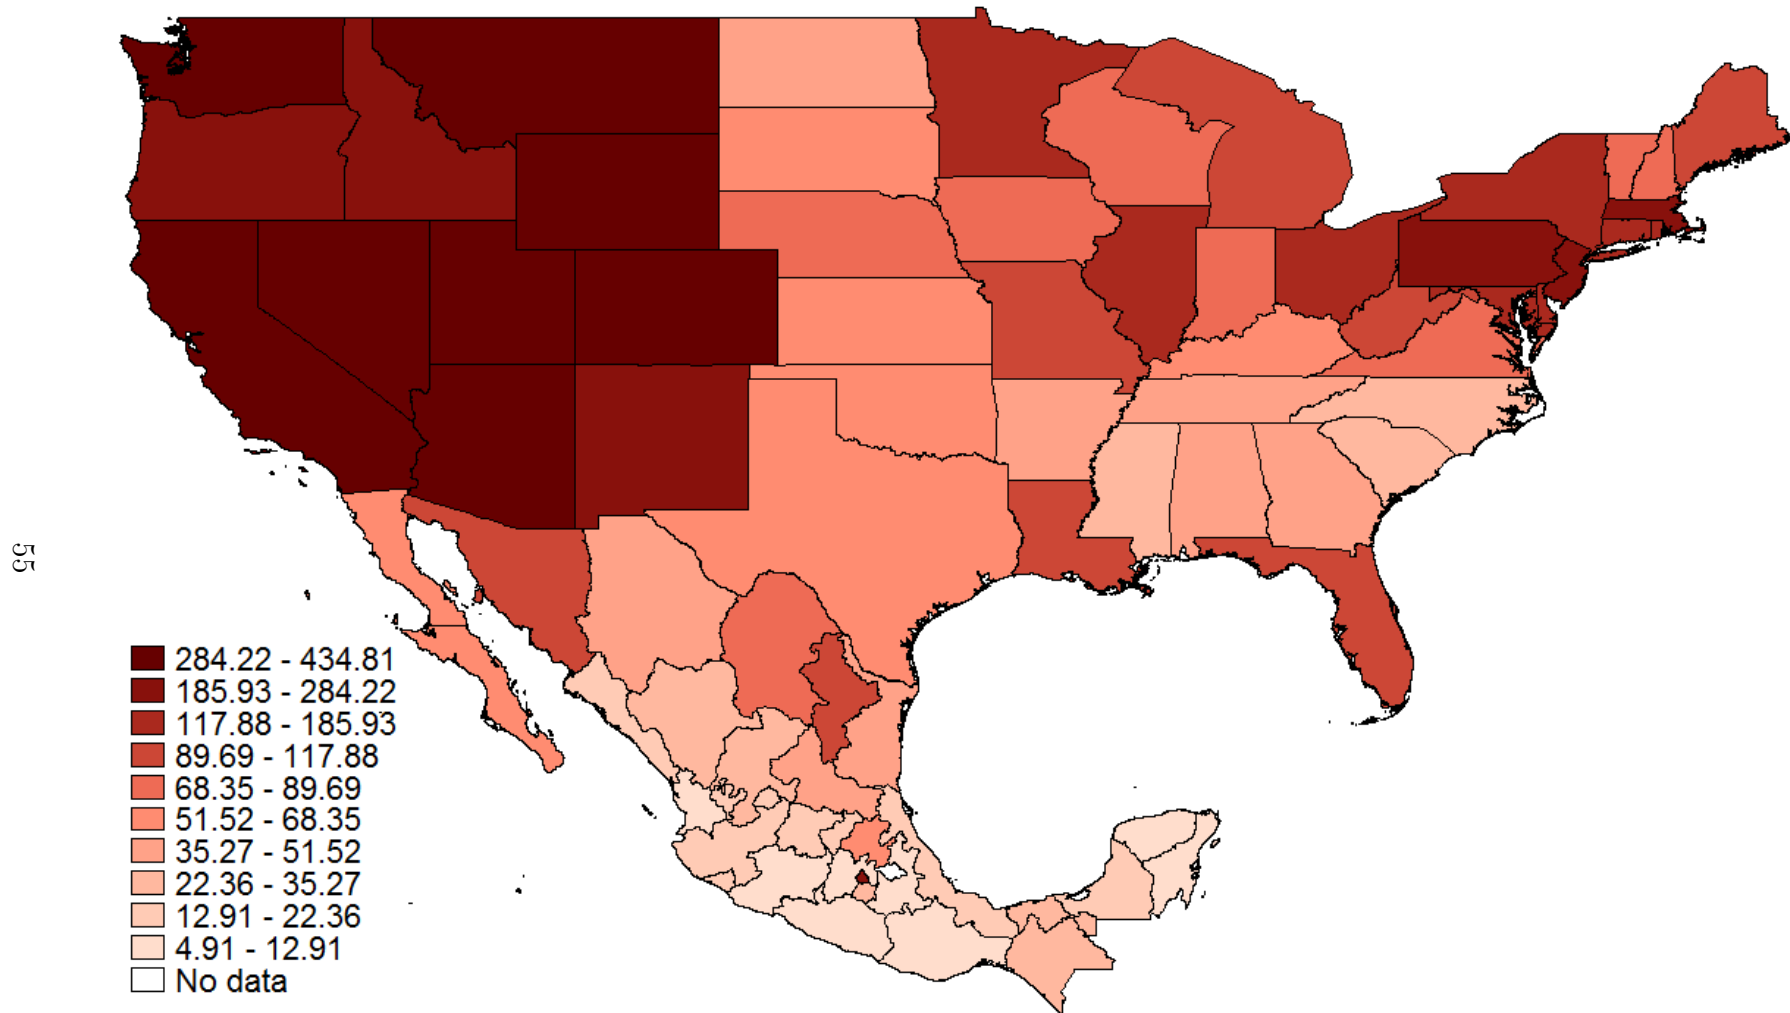 55
284.22 - 434.81
185.93 - 284.22
117.88 - 185.93
89.69 - 117.88
68.35 - 89.69
51.52 - 68.35
35.27 - 51.52
22.36 - 35.27
12.91 - 22.36
4.91 - 12.91
No data